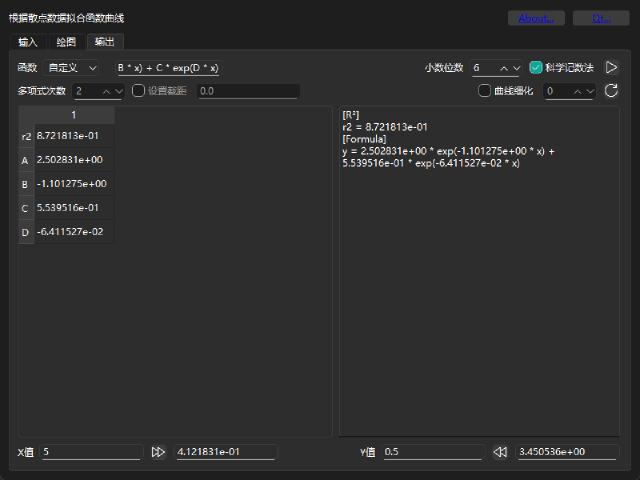 根据散点数据拟合函数曲线
About... Qt...
输入 绘图 输出
函数 自定义 B * x) + C * exp(D * x) 小数位数 6 科学记数法
多项式次数 2 设置截距 0.0 曲线细化 0
1
r2 8.721813e-01
A 2.502831e+00
B -1.101275e+00
C 5.539516e-01
D -6.411527e-02
[R²]
r2 = 8.721813e-01
[Formula]
y = 2.502831e+00 * exp(-1.101275e+00 * x) +
5.539516e-01 * exp(-6.411527e-02 * x)
X值 5 4.121831e-01 Y值 0.5 3.450536e+00